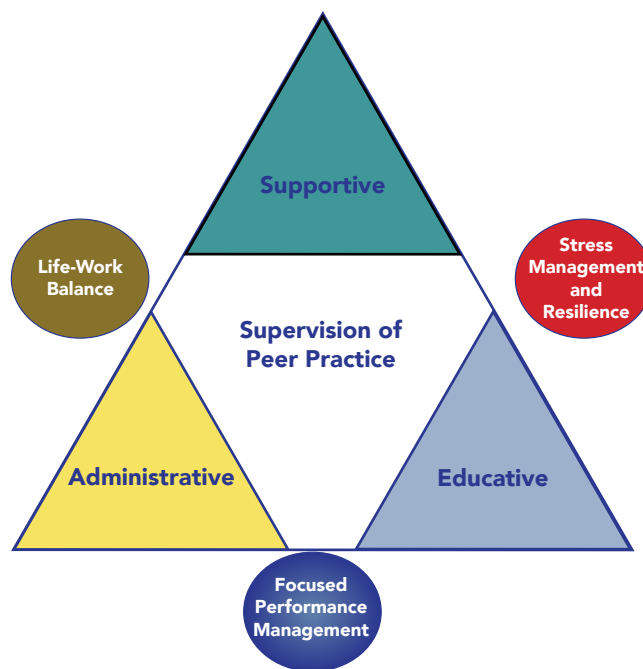 Supportive
Life-Work
Balance
Stress
Management
and
Resilience
Supervision of
Peer Practice
Administrative
Educative
Focused
Performance
Management